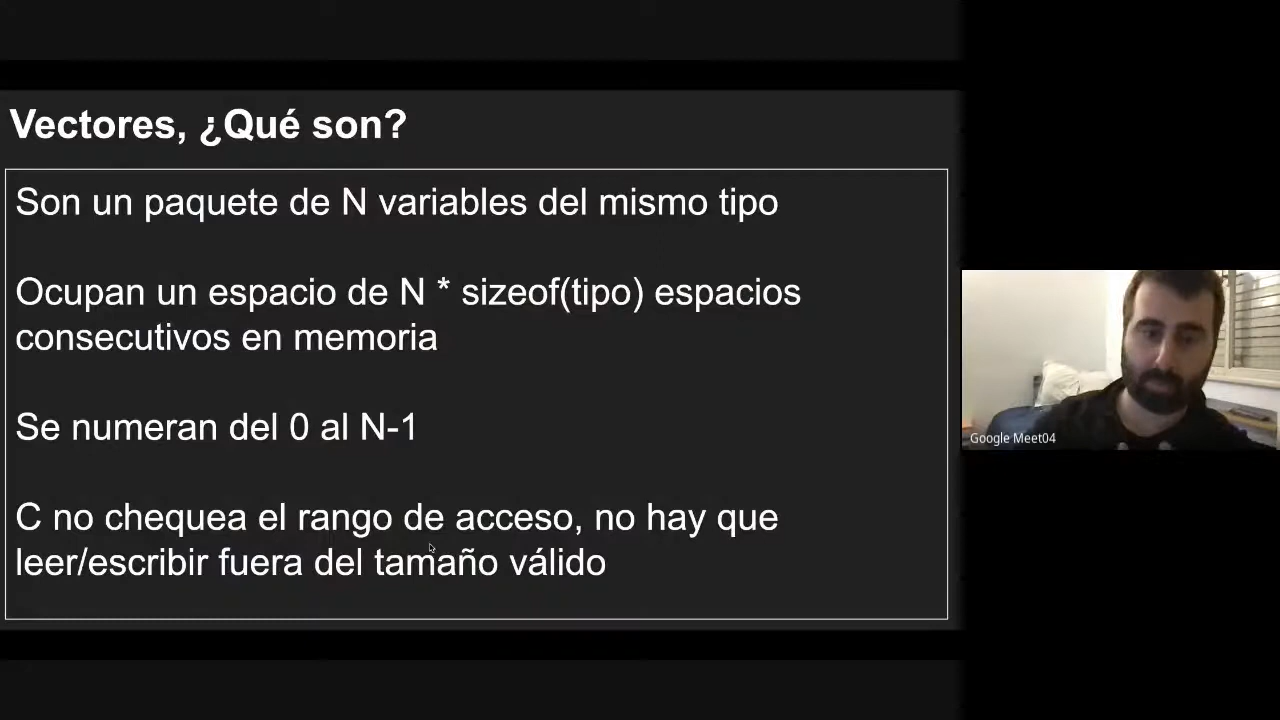 Vectores, ¿Qué son?
Son un paquete de N variables del mismo tipo
Ocupan un espacio de N * sizeof(tipo) espacios
consecutivos en memoria
Se numeran del 0 al N-1
C no chequea el rango de acceso, no hay que
leer/escribir fuera del tamaño válido
Google Meet04